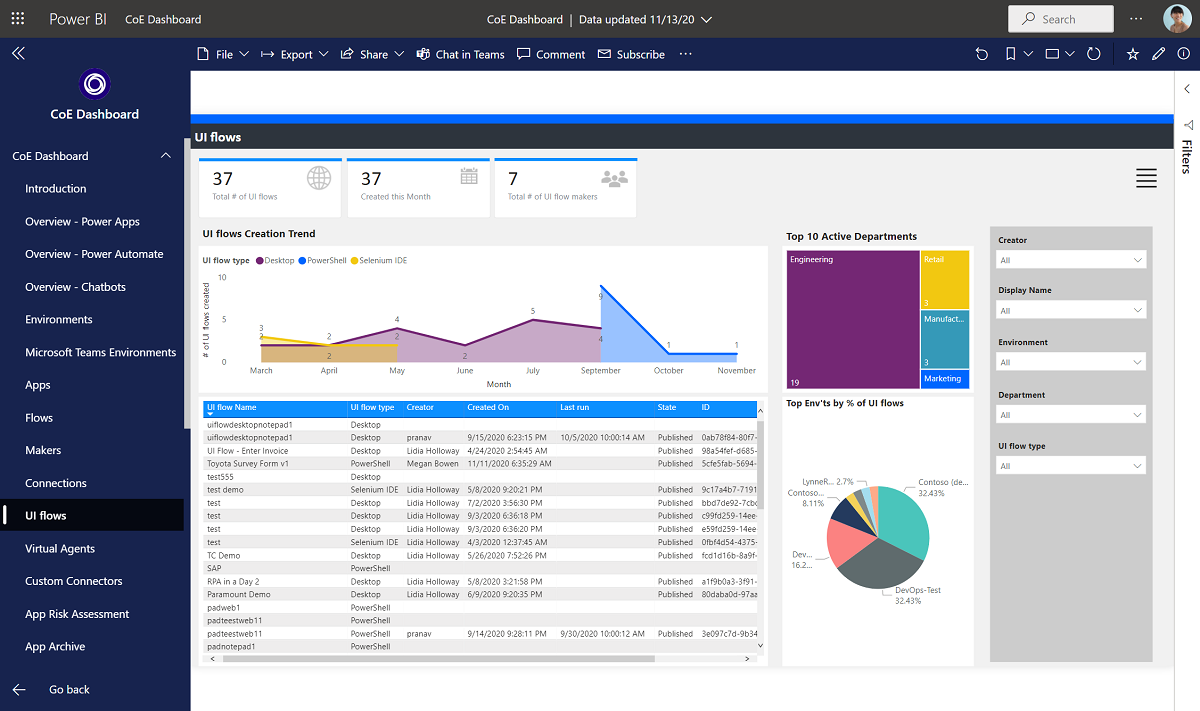 Power BI CoE Dashboard CoE Dashboard | Data updated 11/13/20 Search
File Export Share Chat in Teams Comment Subscribe
CoE Dashboard
CoE Dashboard
Introduction
Overview - Power Apps
Overview - Power Automate
Overview - Chatbots
Environments
Microsoft Teams Environments
Apps
Flows
Makers
Connections
UI flows
Virtual Agents
Custom Connectors
App Risk Assessment
App Archive
Go back
UI flows
37
Total # of UI flows
37
Created this Month
7
Total # of UI flow makers
UI flows Creation Trend
UI flow type Desktop PowerShell Selenium IDE
# of UI flows created
10
5
0
3
2
2
2
4
2
2
5
9
4
1
1
March April May June July September October November
Month
UI flow Name UI flow type Creator Created On Last run State ID
uiflowdesktopnotepad1 Desktop
uiflowdesktopnotepad1 Desktop pranav 9/15/2020 6:23:15 PM 10/5/2020 10:00:14 AM Published 0ab78f84-80f7-
UI Flow - Enter Invoice Desktop Lidia Holloway 4/24/2020 2:54:45 AM Published 98a54fef-d685-
Toyota Survey Form v1 PowerShell Megan Bowen 11/11/2020 6:35:29 AM Published 5cfe5fab-5694-
test555 Desktop
test demo Selenium IDE Lidia Holloway 5/8/2020 9:20:21 PM Published 9c17a4b7-7191
test Desktop Lidia Holloway 7/2/2020 3:56:30 PM Published bbd7de92-7cbc
test Desktop Lidia Holloway 9/3/2020 6:36:18 PM Published c99fd259-14ee-
test Desktop Lidia Holloway 9/3/2020 6:36:20 PM Published e59fd259-14ee
test Selenium IDE Lidia Holloway 4/3/2020 12:37:45 AM Published 0fbf4d54-4375-
TC Demo Desktop Lidia Holloway 5/26/2020 7:52:26 PM Published fcd1d16b-8a9f-
SAP PowerShell
RPA in a Day 2 Desktop Lidia Holloway 5/8/2020 3:21:58 PM Published a1f9b0a3-3f91-
Paramount Demo Desktop Lidia Holloway 6/9/2020 9:20:35 PM Published 80daba0d-97aa
padweb1 PowerShell
padteestweb11 PowerShell
padteestweb11 PowerShell pranav 9/14/2020 9:28:11 PM 9/30/2020 10:00:12 AM Published 3e097c7d-9b34
padnotepad1 PowerShell
Top 10 Active Departments
Engineering
19
Retail
3
Manufact...
3
Marketing
Top Env'ts by % of UI flows
LynneR... 2.7%
Contoso...
8.11%
Dev...
16.2...
Contoso (de...
32.43%
DevOps-Test
32.43%
Creator
All
Display Name
All
Environment
All
Department
All
UI flow type
All
Filters